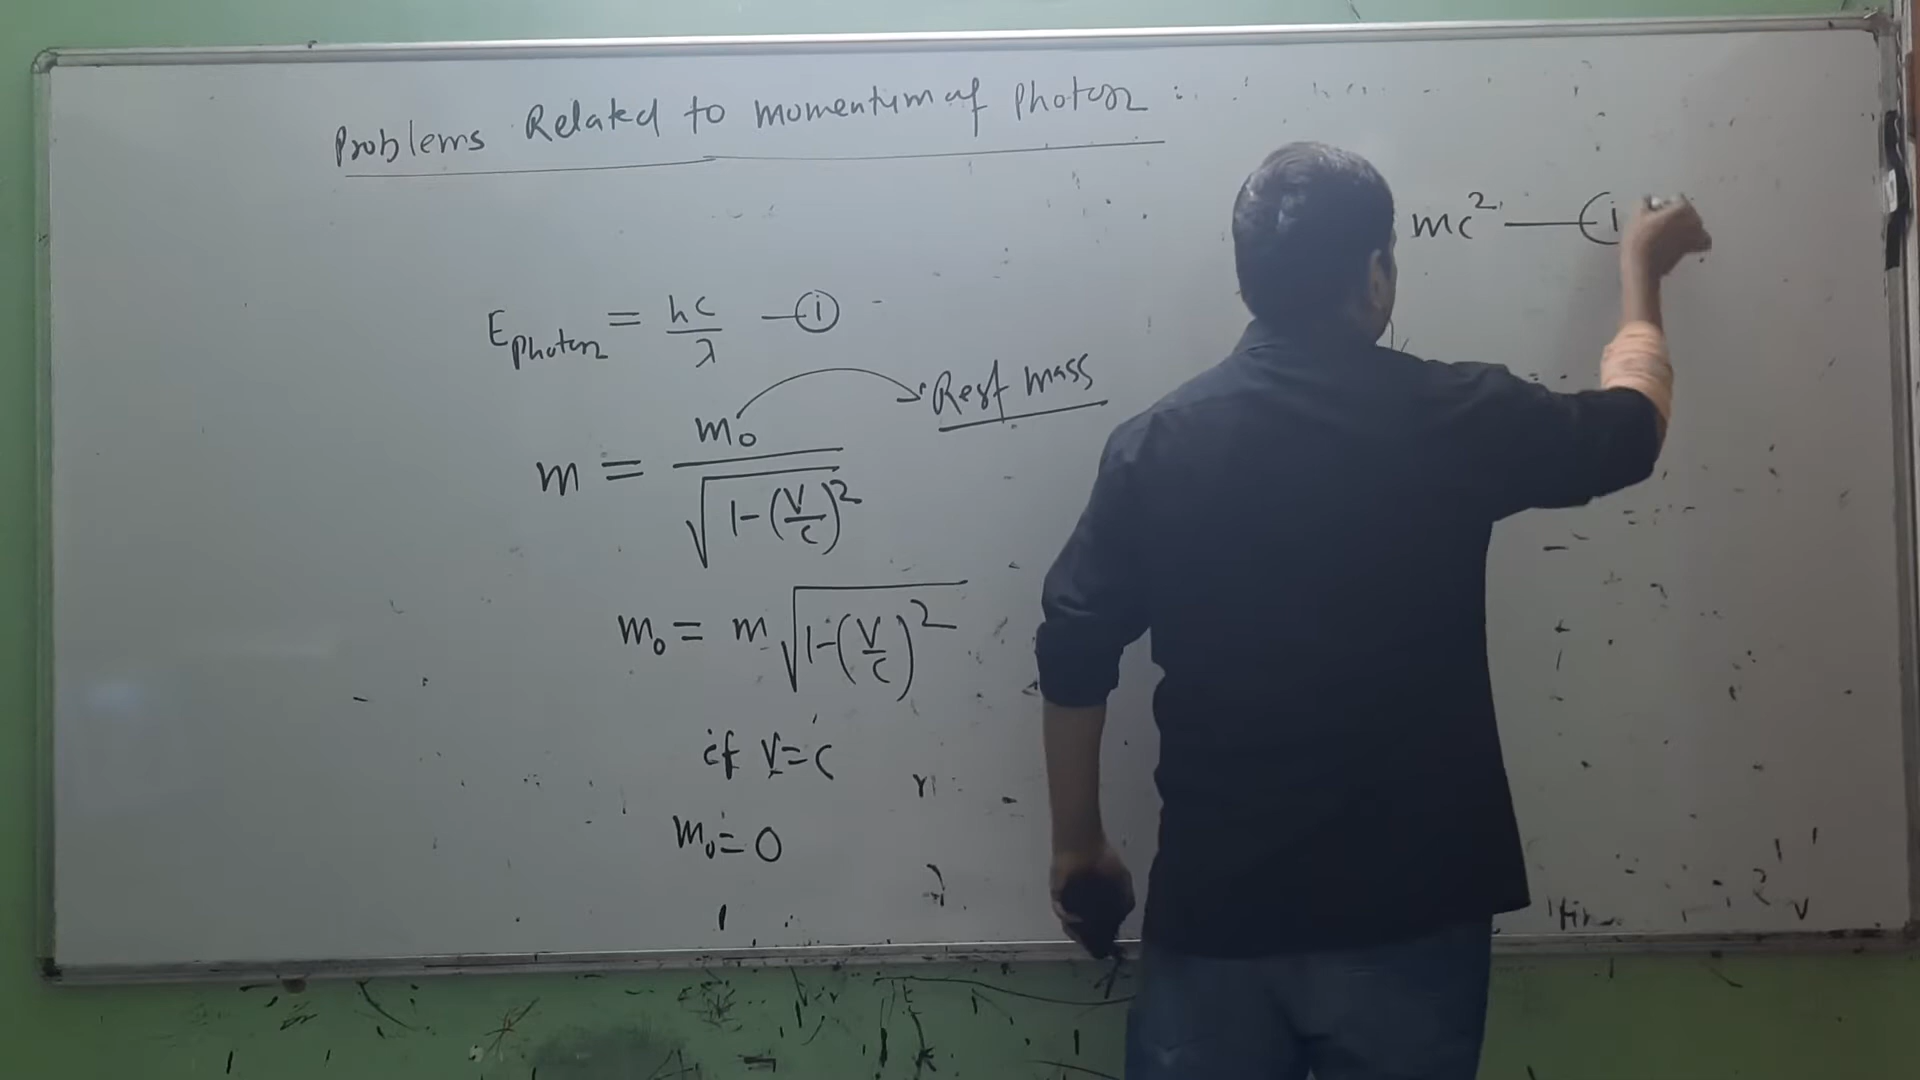 Problems Related to momentum of Photon :
E Photon = hc/λ — (i)
m = m₀/√(1-(V/c)²)
Rest mass
m₀ = m √(1-(V/c)²)
if V=c
m₀ = 0
mc² — (i